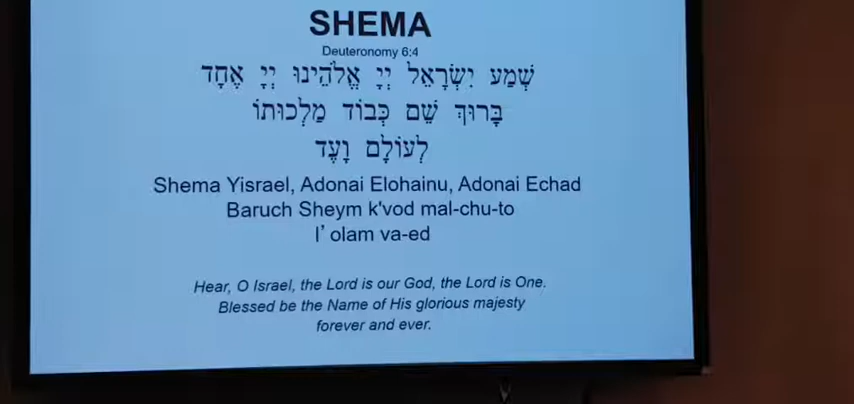 SHEMA
Deuteronomy 6:4
שְׁמַע יִשְׂרָאֵל יְיָ אֱלֹהֵינוּ יְיָ אֶחָד
בָּרוּךְ שֵׁם כְּבוֹד מַלְכוּתוֹ
לְעוֹלָם וָעֶד
Shema Yisrael, Adonai Elohainu, Adonai Echad
Baruch Sheym k'vod mal-chu-to
l’ olam va-ed
Hear, O Israel, the Lord is our God, the Lord is One.
Blessed be the Name of His glorious majesty
forever and ever.